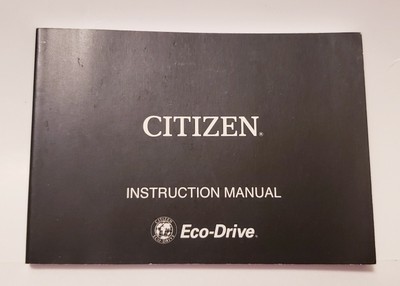 CITIZEN®
INSTRUCTION MANUAL
Eco-Drive®